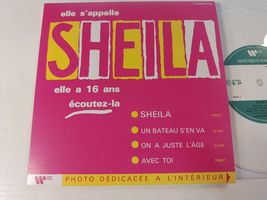 elle s'appelle
SHEILA
elle a 16 ans
écoutez-la
SHEILA
UN BATEAU S'EN VA
ON A JUSTE L'ÂGE
AVEC TOI
PHOTO DÉDICACÉE A L'INTÉRIEUR